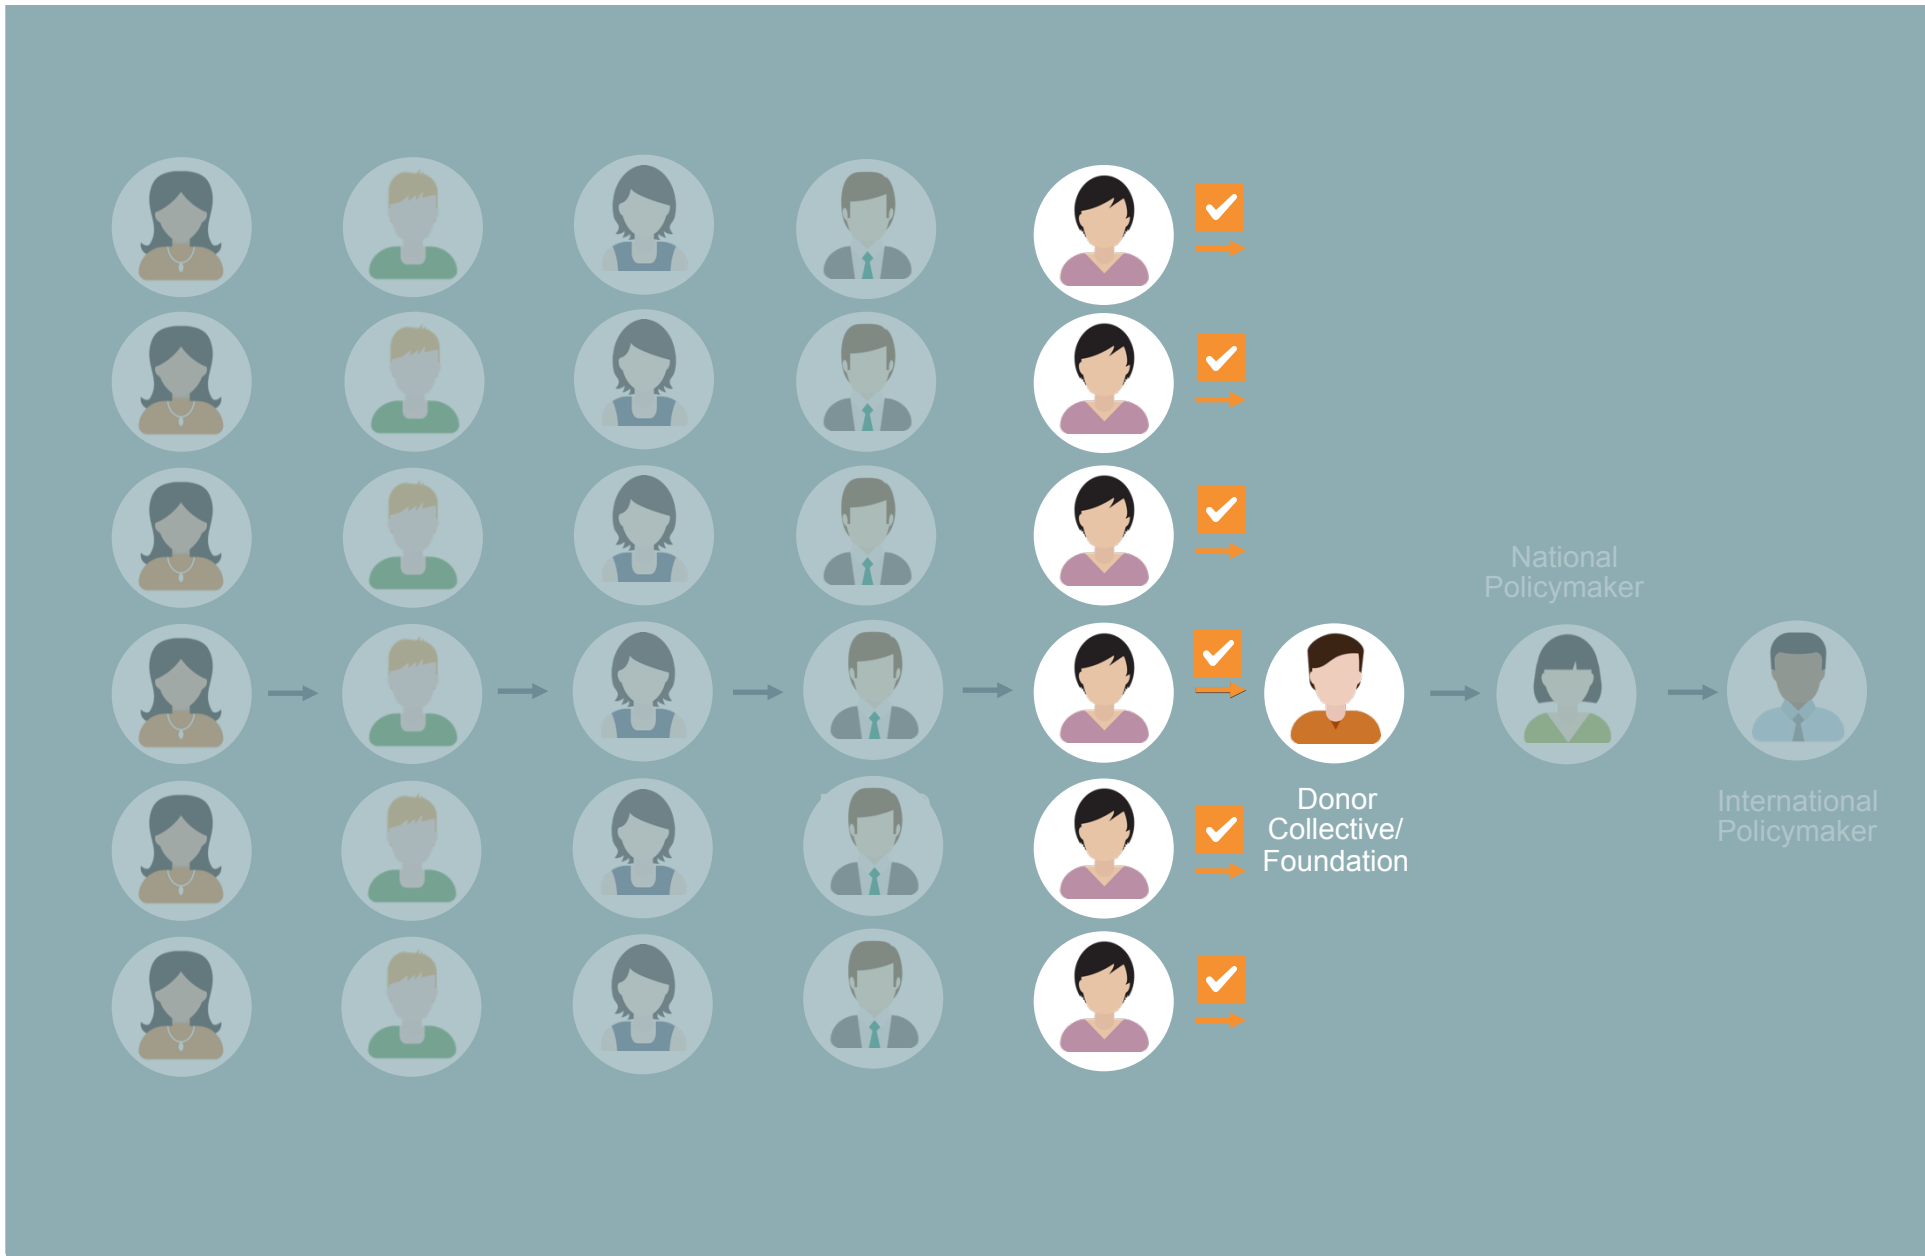 National
Policymaker
Donor
Collective/
Foundation
International
Policymaker